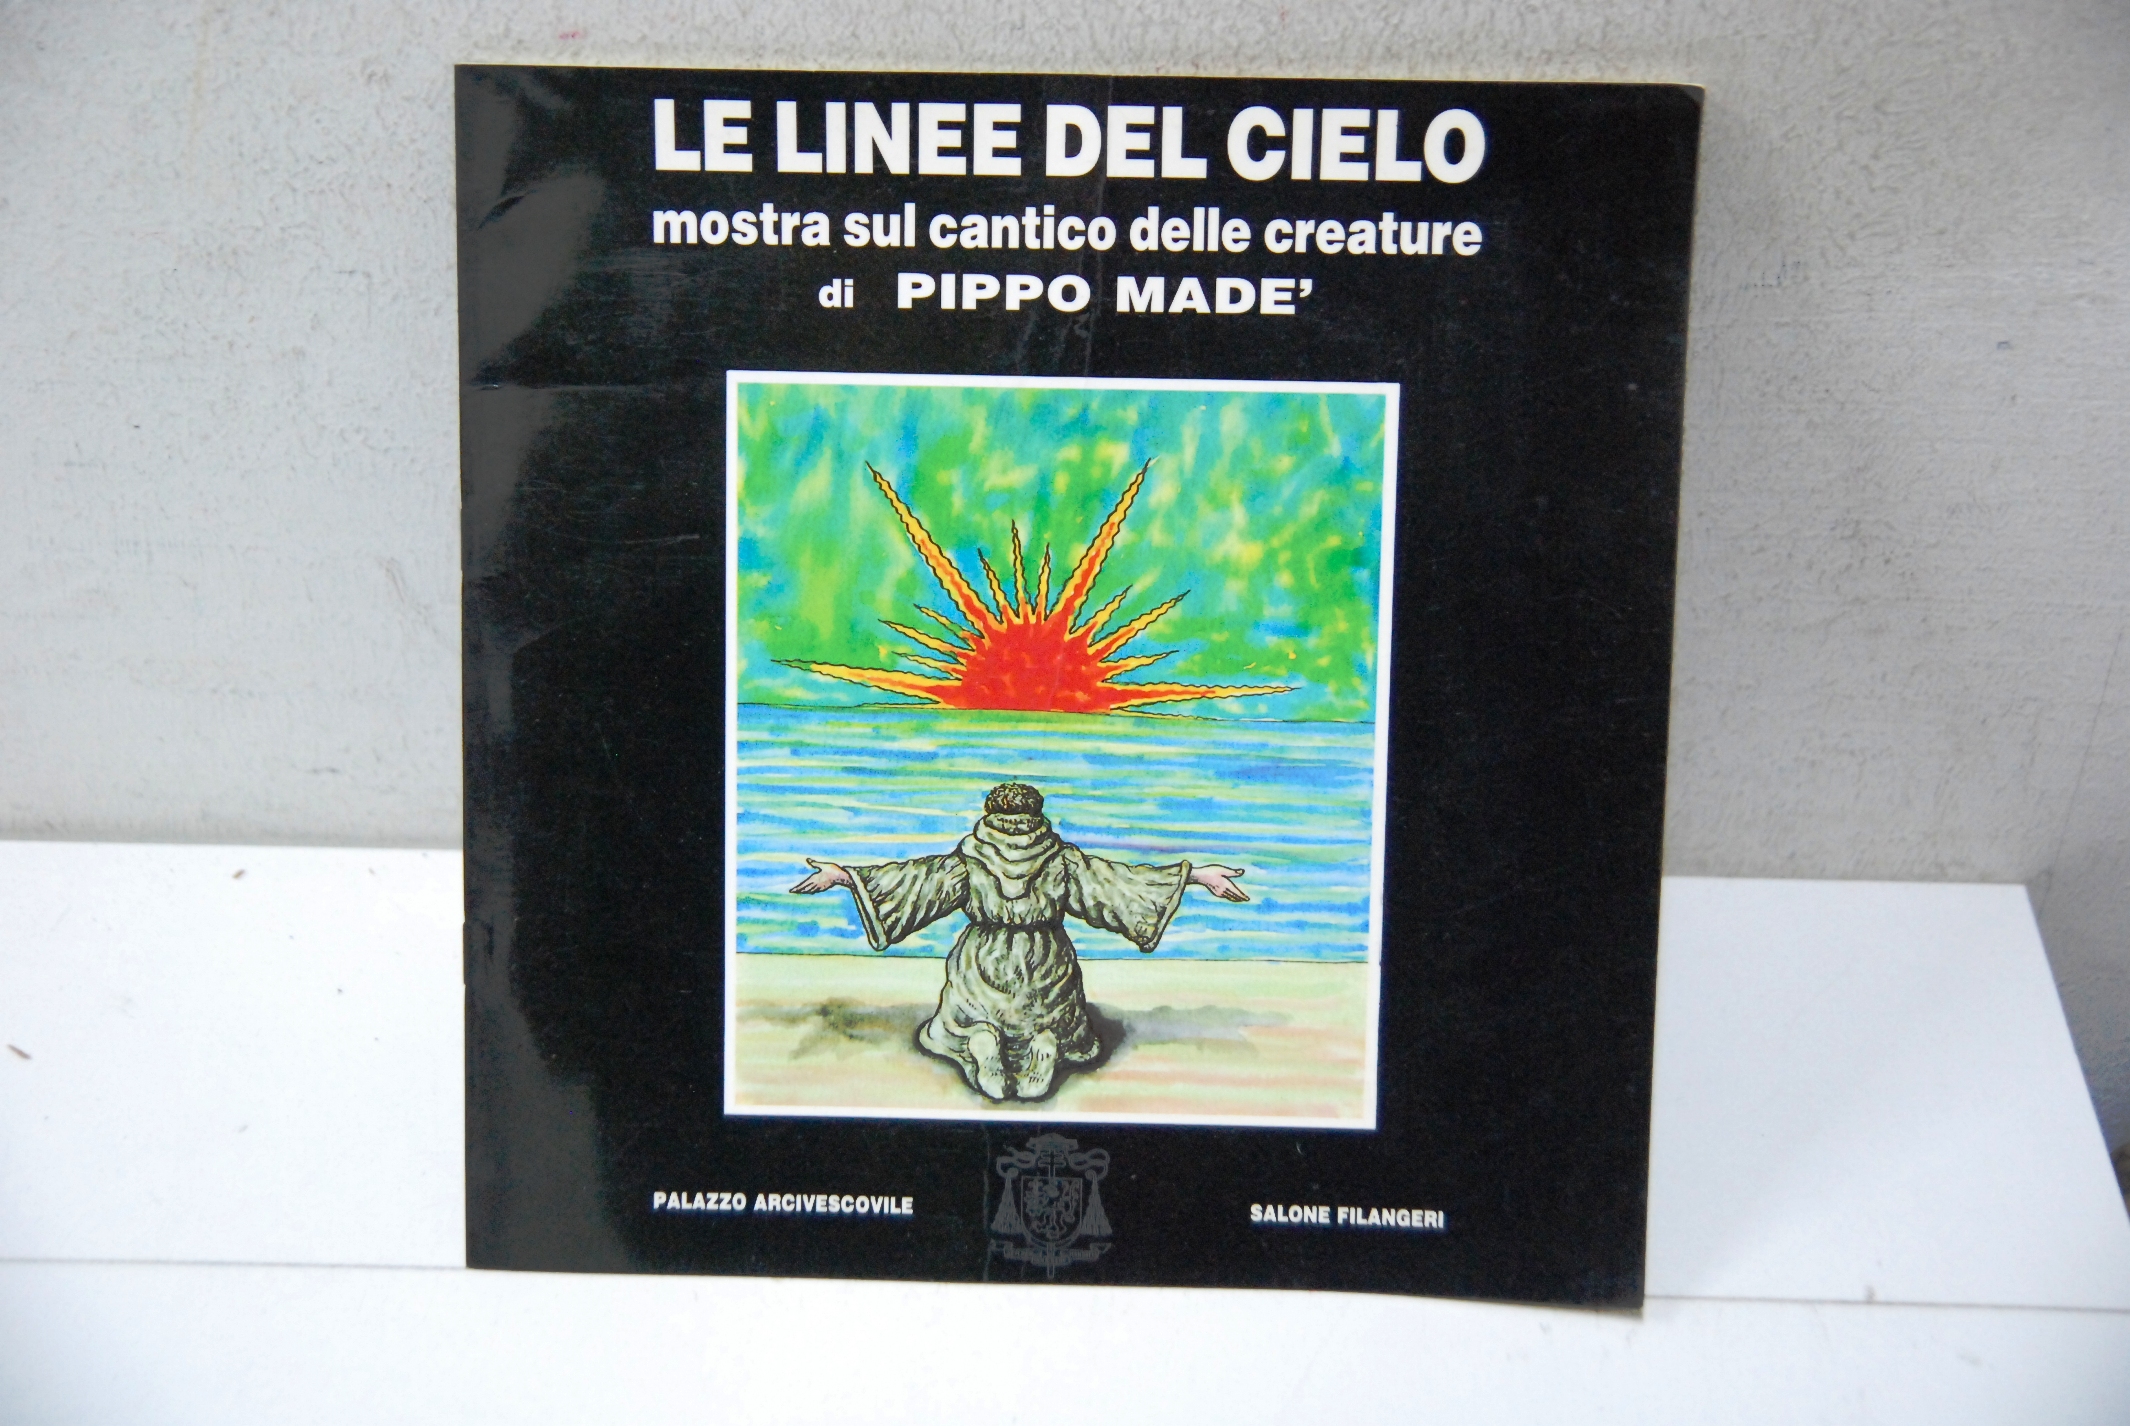 LE LINEE DEL CIELO
mostra sul cantico delle creature
di PIPPO MADE'
PALAZZO ARCIVESCOVILE
SALONE FILANGERI